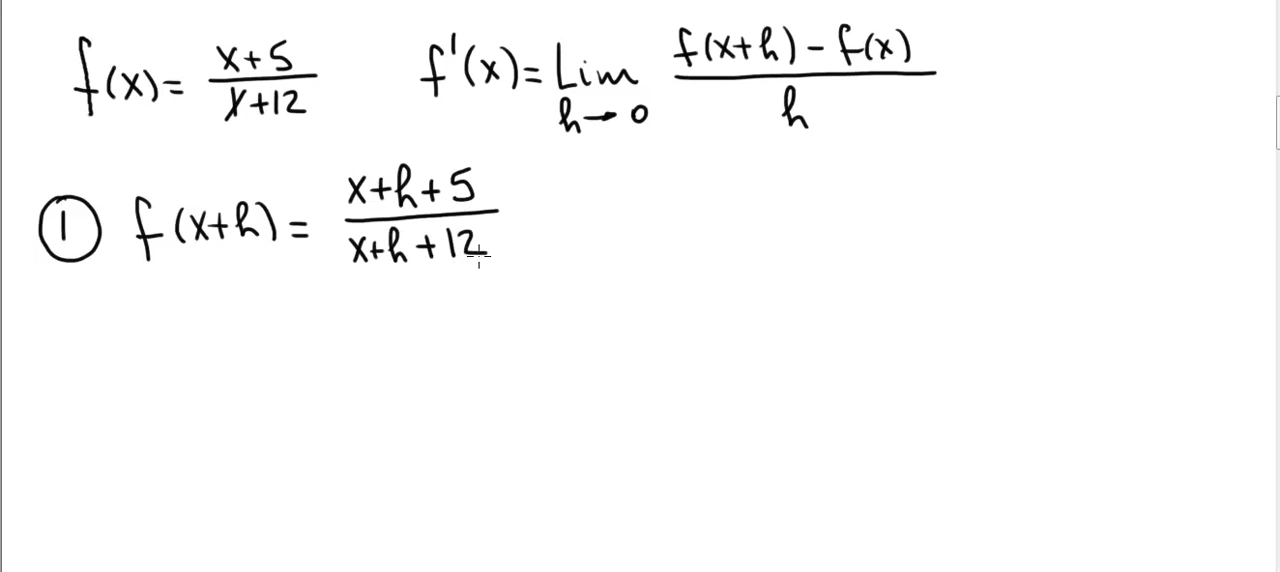 f(x) = (x+5)/(x+12)   f'(x) = Lim h→0 (f(x+h) - f(x))/h
① f(x+h) = (x+h+5)/(x+h+12)